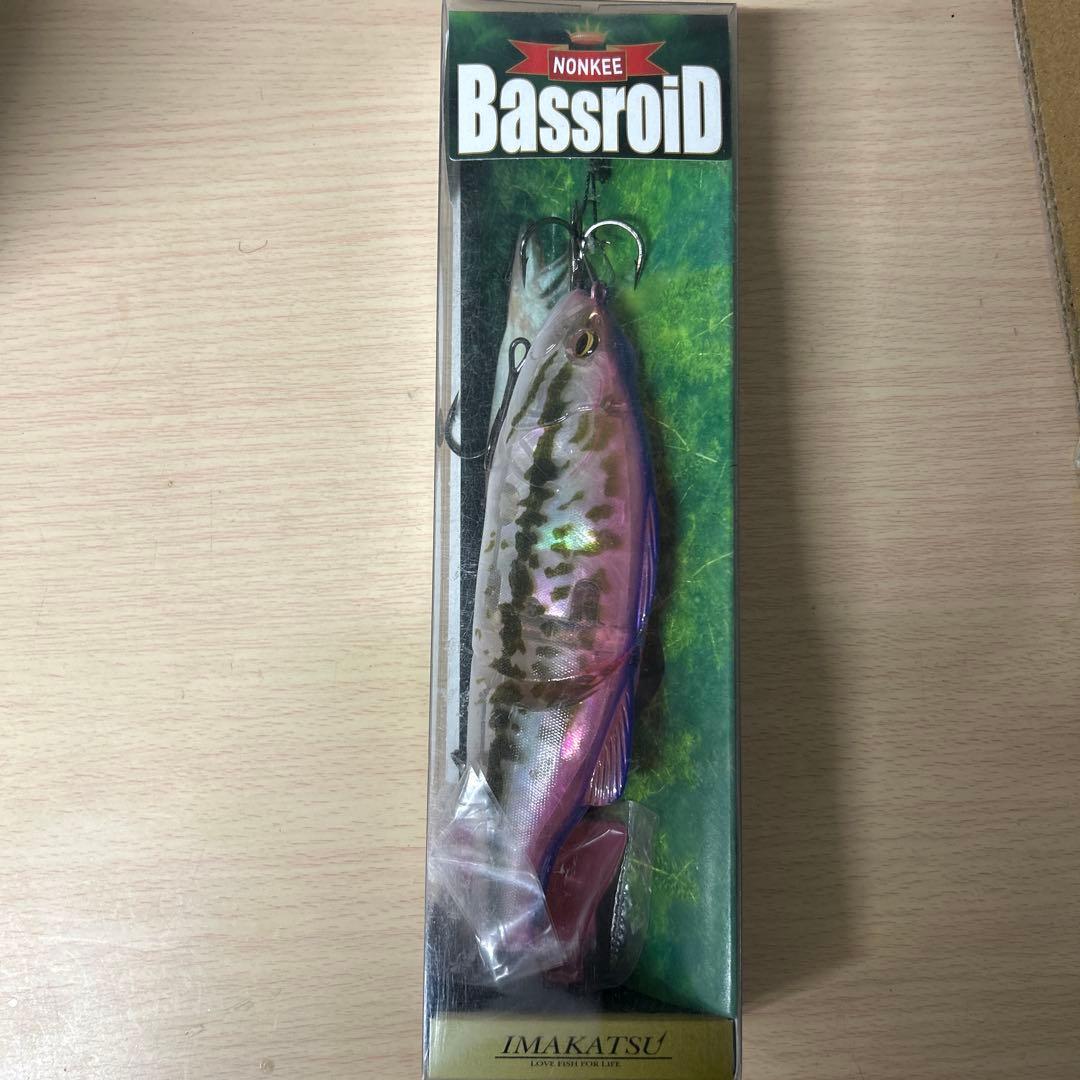 NONKEE
BassroiD
IMAKATSU
LOVE FISH FOR LIFE